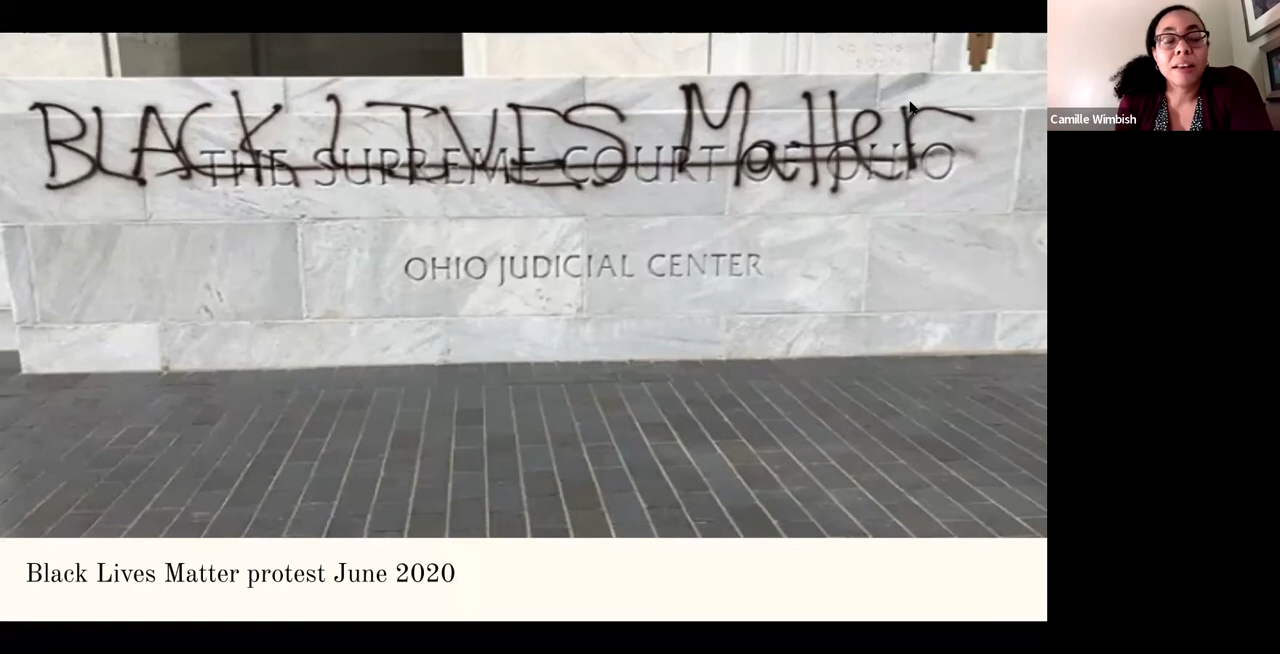 BLACK LIVES Matter
THE SUPREME COURT OF OHIO
OHIO JUDICIAL CENTER
Black Lives Matter protest June 2020
Camille Wimbish